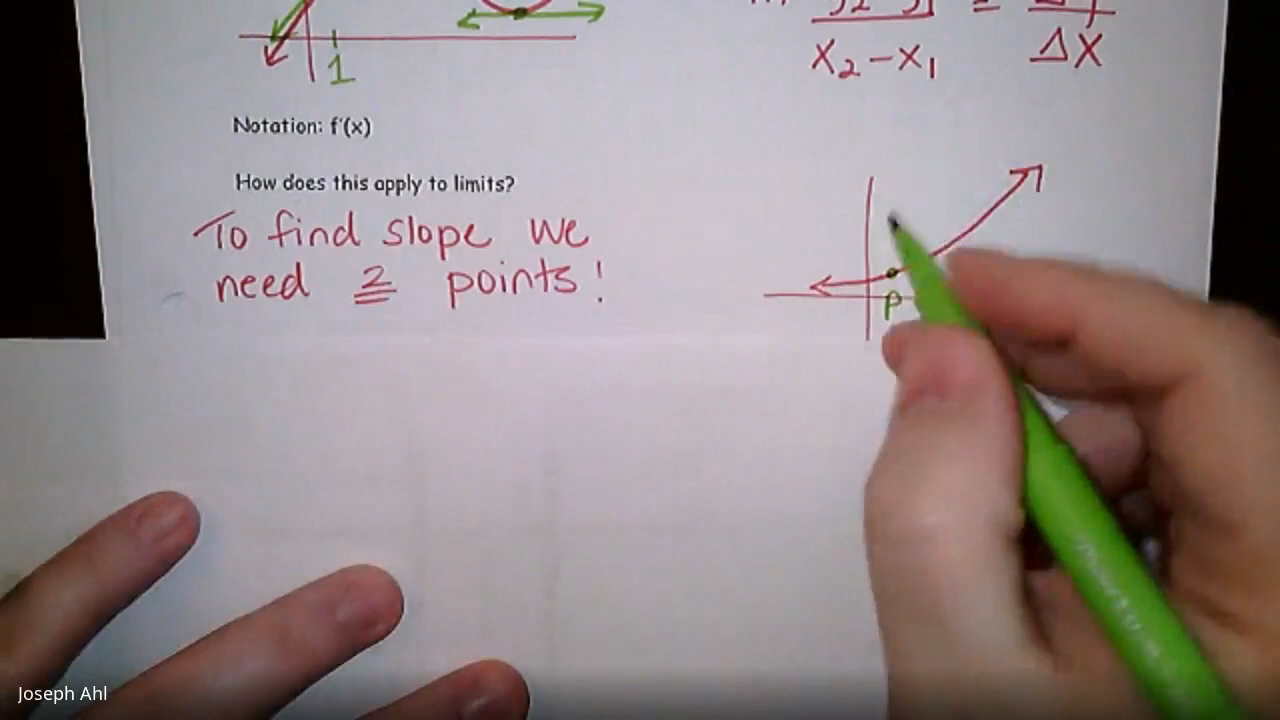 1
x₂ - x₁
Δx
Notation: f'(x)
How does this apply to limits?
To find slope we
need 2 points!
P
Joseph Ahl